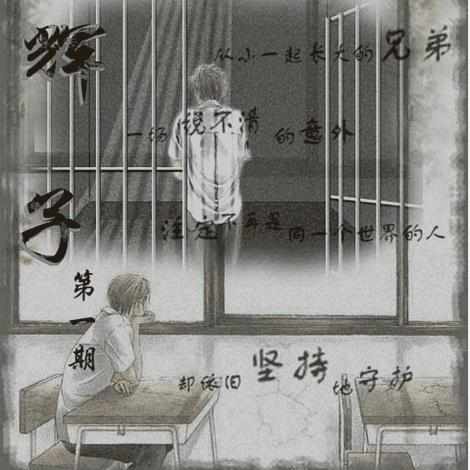 辉子
第一期
从小一起长大的兄弟
一场说不清的意外
注定不再是同一个世界的人
却依旧坚持地守护